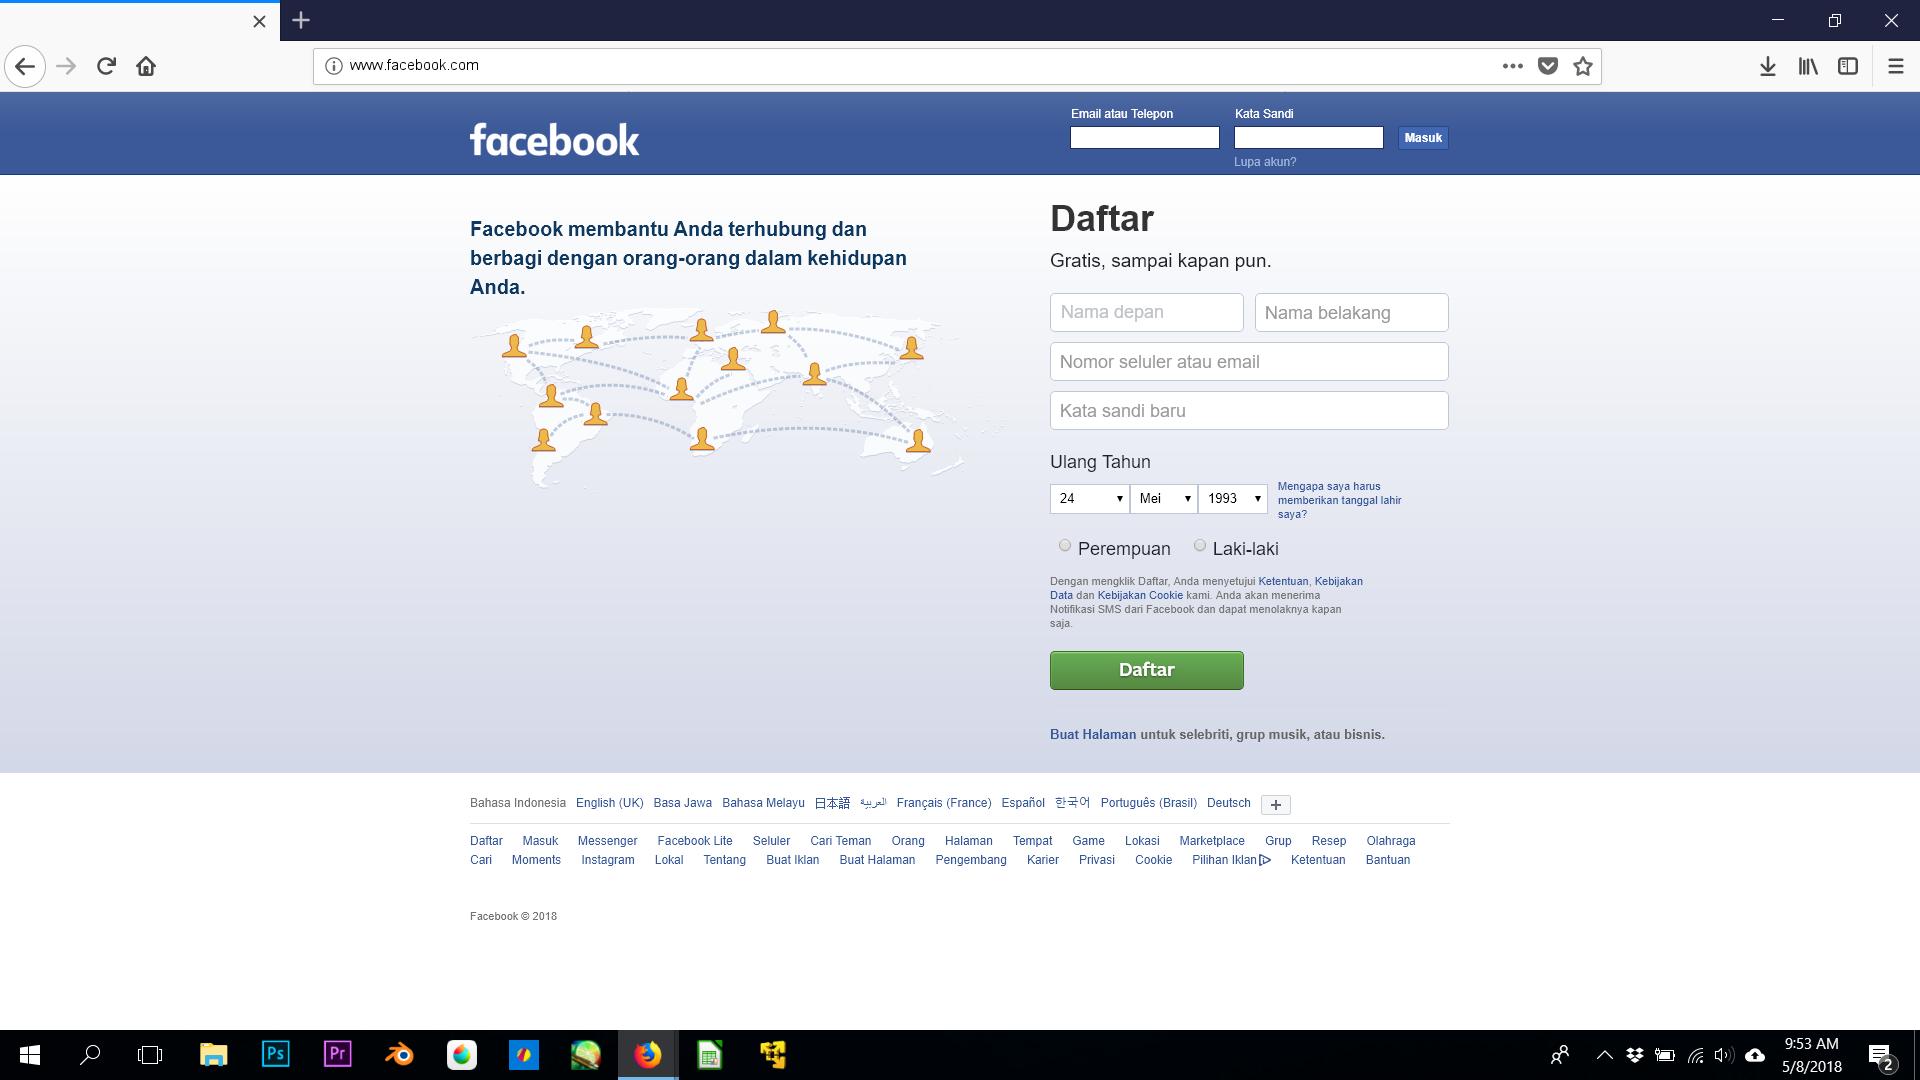 www.facebook.com
facebook
Email atau Telepon
Kata Sandi
Masuk
Lupa akun?
Facebook membantu Anda terhubung dan
berbagi dengan orang-orang dalam kehidupan
Anda.
Daftar
Gratis, sampai kapan pun.
Nama depan
Nama belakang
Nomor seluler atau email
Kata sandi baru
Ulang Tahun
24 Mei 1993
Mengapa saya harus
memberikan tanggal lahir
saya?
Perempuan Laki-laki
Dengan mengklik Daftar, Anda menyetujui Ketentuan, Kebijakan
Data dan Kebijakan Cookie kami. Anda akan menerima
Notifikasi SMS dari Facebook dan dapat menolaknya kapan
saja.
Daftar
Buat Halaman untuk selebriti, grup musik, atau bisnis.
Bahasa Indonesia English (UK) Basa Jawa Bahasa Melayu 日本語 العربية Français (France) Español 한국어 Português (Brasil) Deutsch
Daftar Masuk Messenger Facebook Lite Seluler Cari Teman Orang Halaman Tempat Game Lokasi Marketplace Grup Resep Olahraga
Cari Moments Instagram Lokal Tentang Buat Iklan Buat Halaman Pengembang Karier Privasi Cookie Pilihan Iklan Ketentuan Bantuan
Facebook © 2018
Ps Pr
9:53 AM
5/8/2018
2